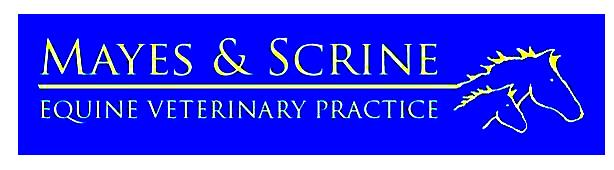 MAYES & SCRINE
EQUINE VETERINARY PRACTICE